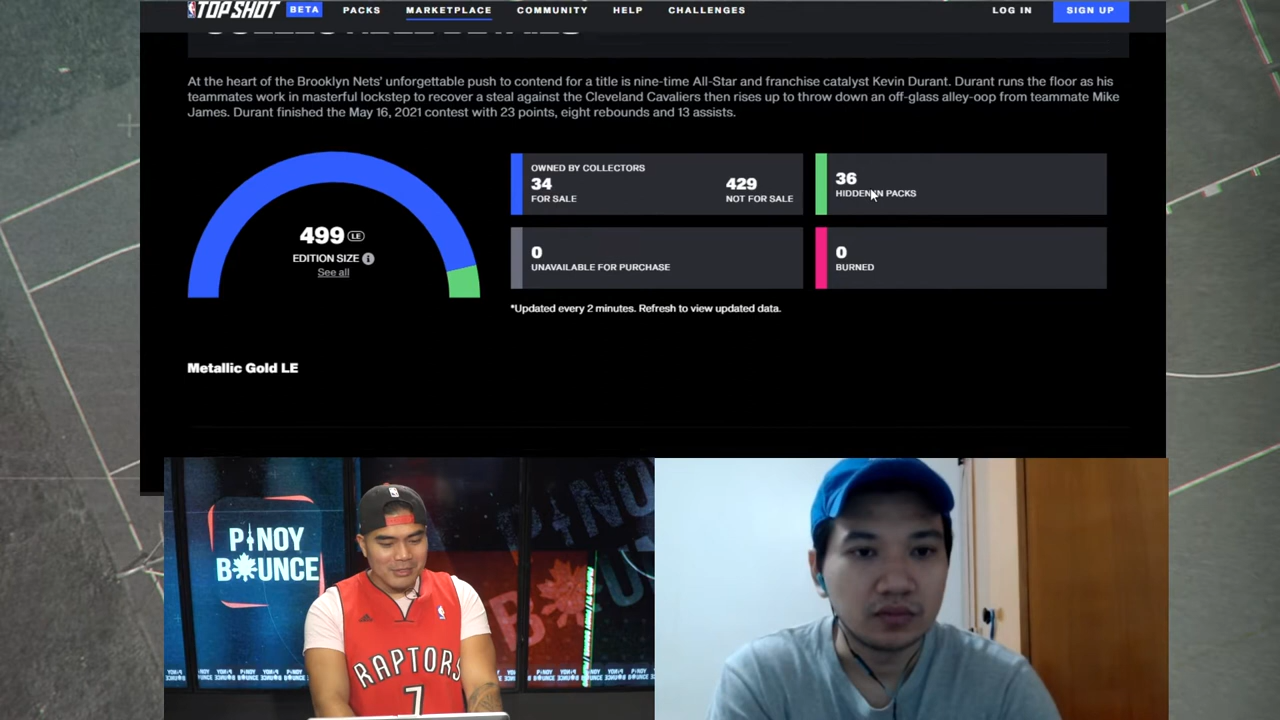 TOP SHOT BETA PACKS MARKETPLACE COMMUNITY HELP CHALLENGES LOG IN SIGN UP
At the heart of the Brooklyn Nets' unforgettable push to contend for a title is nine-time All-Star and franchise catalyst Kevin Durant. Durant runs the floor as his
teammates work in masterful lockstep to recover a steal against the Cleveland Cavaliers then rises up to throw down an off-glass alley-oop from teammate Mike
James. Durant finished the May 16, 2021 contest with 23 points, eight rebounds and 13 assists.
499 LE
EDITION SIZE i
See all
OWNED BY COLLECTORS
34 429
FOR SALE NOT FOR SALE
36
HIDDEN IN PACKS
0
UNAVAILABLE FOR PURCHASE
0
BURNED
*Updated every 2 minutes. Refresh to view updated data.
Metallic Gold LE
PINOY
BOUNCE
RAPTORS
7